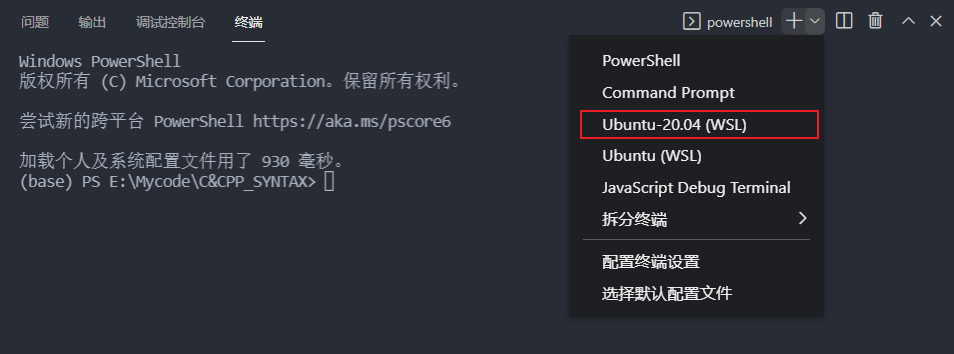 问题 输出 调试控制台 终端 powershell
Windows PowerShell
版权所有 (C) Microsoft Corporation。保留所有权利。
尝试新的跨平台 PowerShell https://aka.ms/pscore6
加载个人及系统配置文件用了 930 毫秒。
(base) PS E:\Mycode\C&CPP_SYNTAX>
PowerShell
Command Prompt
Ubuntu-20.04 (WSL)
Ubuntu (WSL)
JavaScript Debug Terminal
拆分终端
配置终端设置
选择默认配置文件